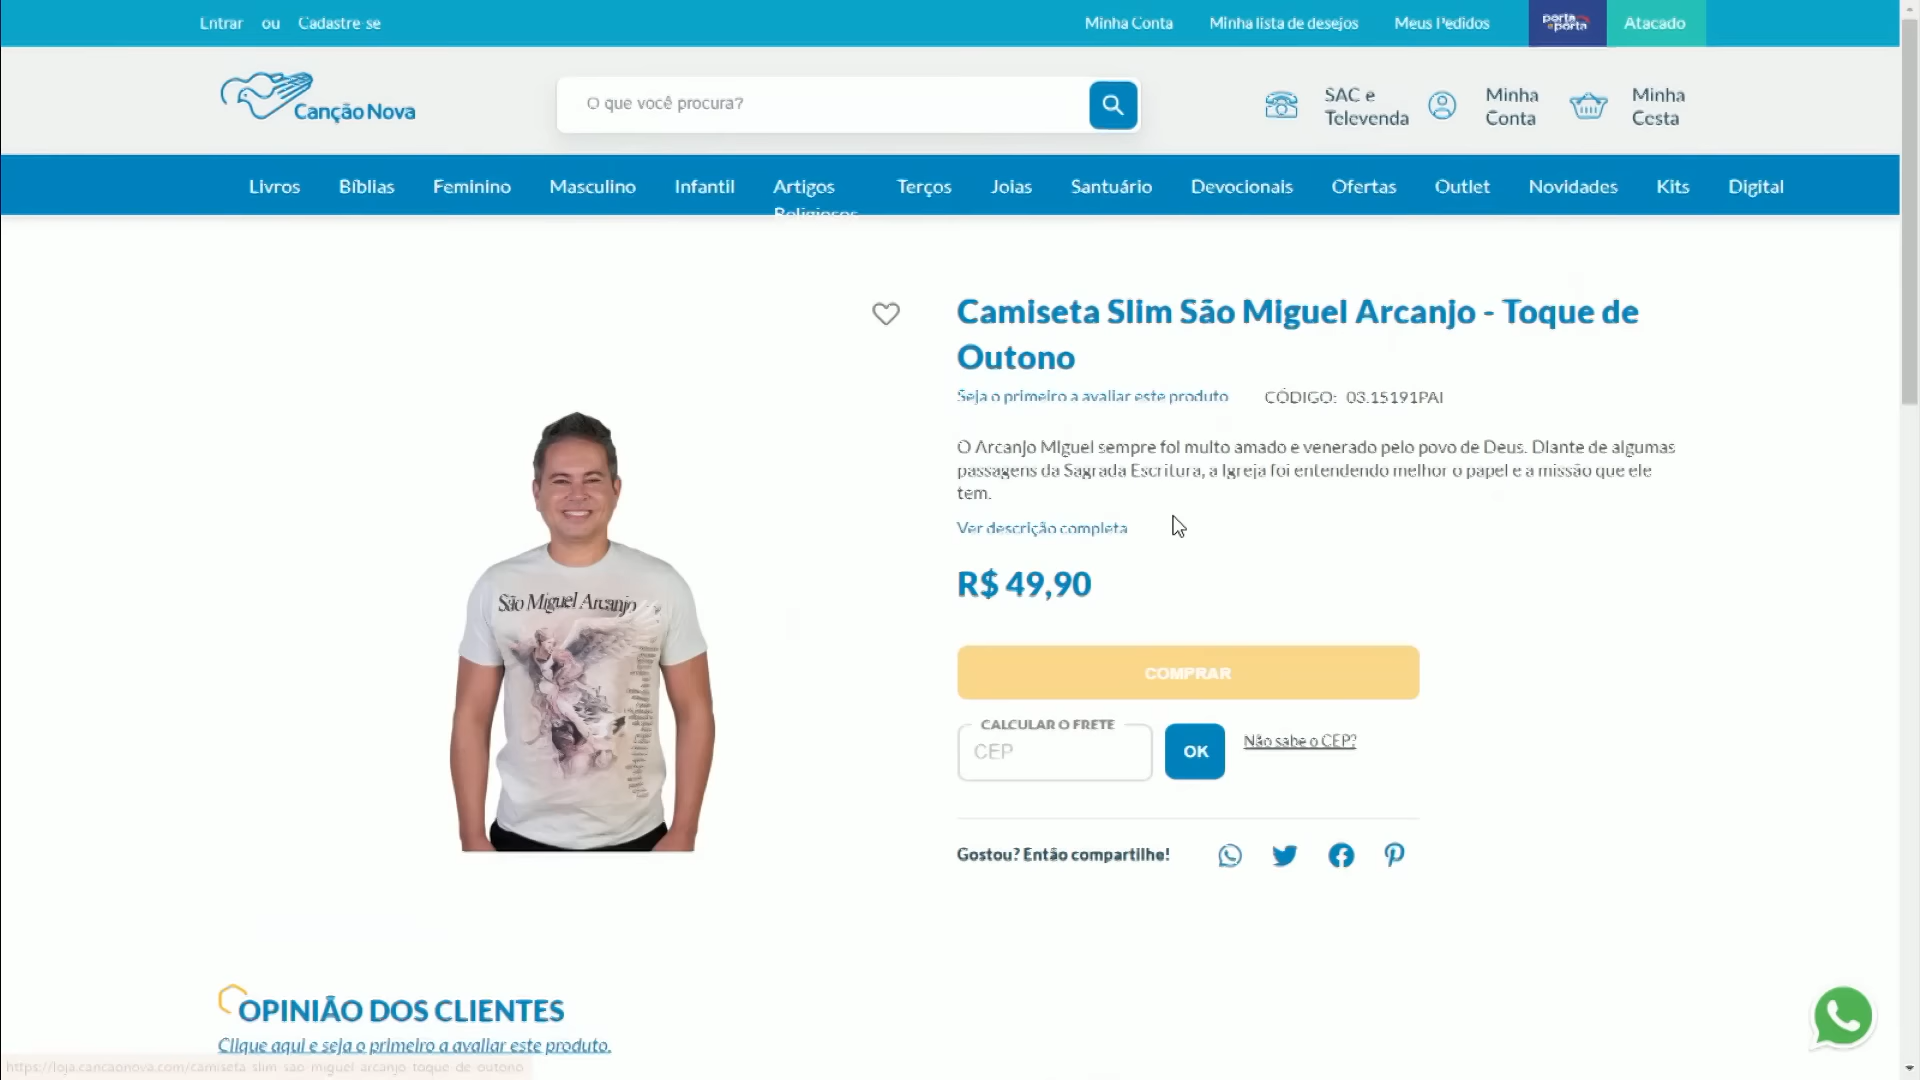 Entrar ou Cadastre-se
Minha Conta Minha lista de desejos Meus Pedidos porta a porta Atacado
Canção Nova
O que você procura?
SAC e Televenda
Minha Conta
Minha Cesta
Livros Bíblias Feminino Masculino Infantil Artigos Religiosos Terços Joias Santuário Devocionais Ofertas Outlet Novidades Kits Digital
Camiseta Slim São Miguel Arcanjo - Toque de
Outono
Seja o primeiro a avaliar este produto CÓDIGO: 03.15191PAI
O Arcanjo Miguel sempre foi muito amado e venerado pelo povo de Deus. Diante de algumas
passagens da Sagrada Escritura, a Igreja foi entendendo melhor o papel e a missão que ele
tem.
Ver descrição completa
São Miguel Arcanjo
R$ 49,90
COMPRAR
CALCULAR O FRETE
CEP
OK
Não sabe o CEP?
Gostou? Então compartilhe!
OPINIÃO DOS CLIENTES
Clique aqui e seja o primeiro a avaliar este produto.
https://loja.cancaonova.com/camiseta-slim-sao-miguel-arcanjo-toque-de-outono